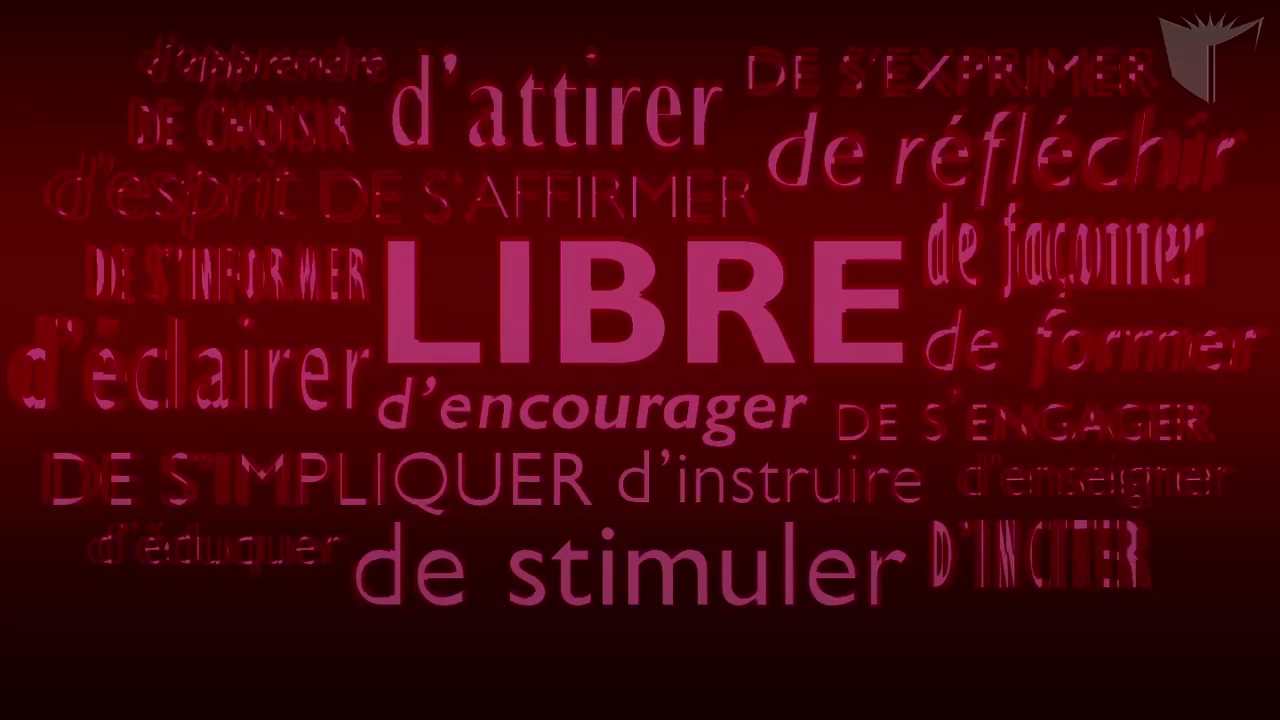 d'apprendre d'attirer DE S'EXPRIMER
DE CHOISIR de réfléchir
d'esprit DE S'AFFIRMER
DE S'INFORMER LIBRE de façonner
d'éclairer de former
d'encourager DE S'ENGAGER
DE S'IMPLIQUER d'instruire d'enseigner
d'éduquer de stimuler D'INCITER